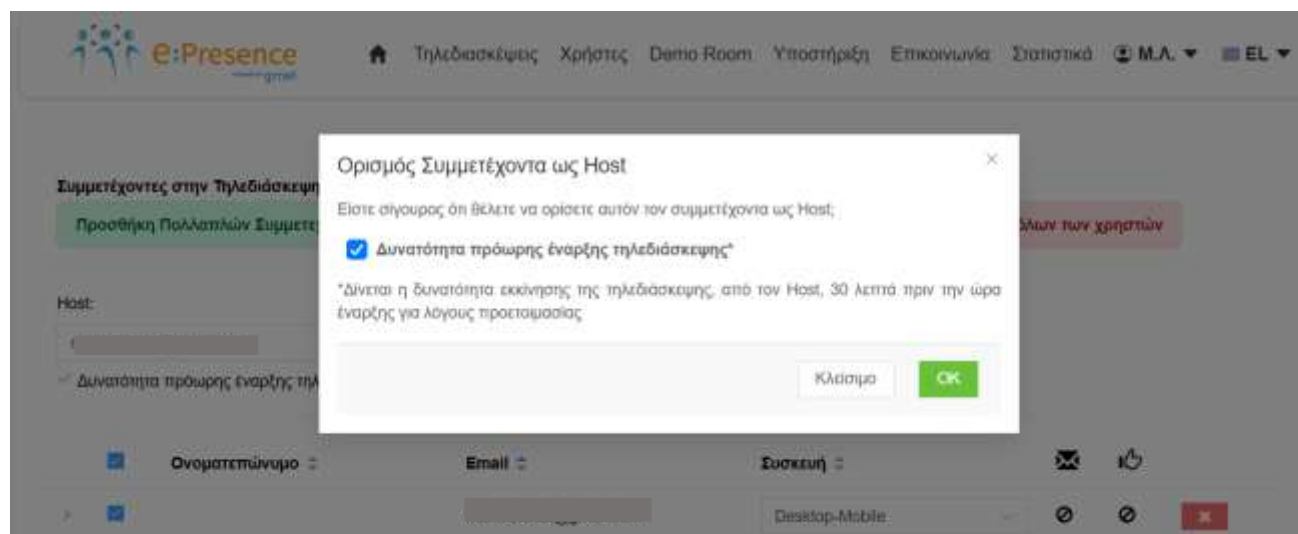 e:Presence
gmail
Τηλεδιασκέψεις Χρήστες Demo Room Υποστήριξη Επικοινωνία Στατιστικά Μ.Λ. EL
Ορισμός Συμμετέχοντα ως Host
Συμμετέχοντες στην Τηλεδιάσκεψη
Είστε σίγουρος ότι θέλετε να ορίσετε αυτόν τον συμμετέχοντα ως Host;
Προσθήκη Πολλαπλών Συμμετε
όλων των χρηστών
Δυνατότητα πρόωρης έναρξης τηλεδιάσκεψης*
*Δίνεται η δυνατότητα εκκίνησης της τηλεδιάσκεψης, από τον Host, 30 λεπτά πριν την ώρα
έναρξης για λόγους προετοιμασίας
Host:
Δυνατότητα πρόωρης έναρξης τηλ
Κλείσιμο OK
Ονοματεπώνυμο Email Συσκευή
Desktop-Mobile